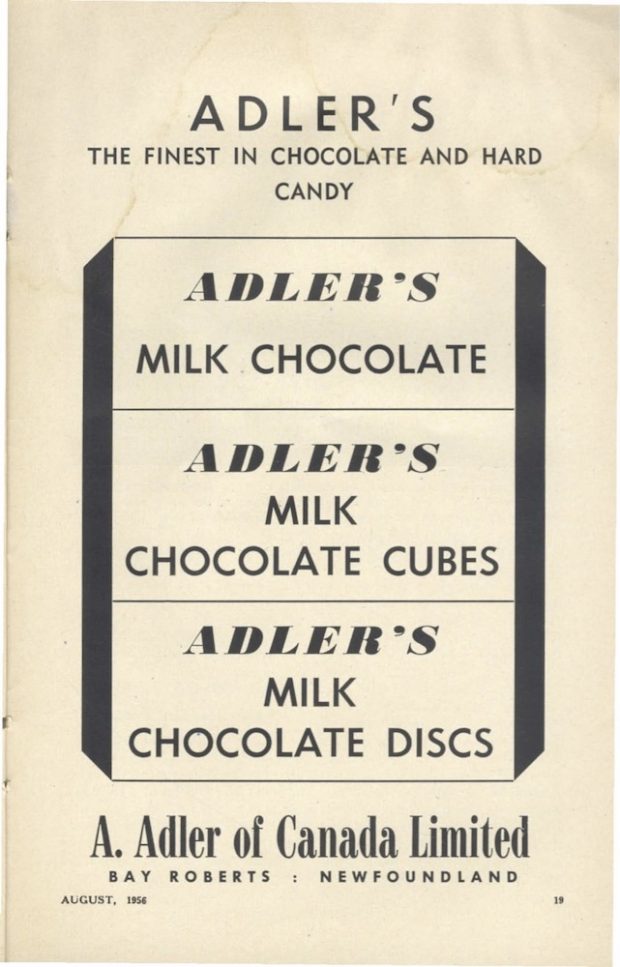 ADLER'S
THE FINEST IN CHOCOLATE AND HARD
CANDY
ADLER'S
MILK CHOCOLATE
ADLER'S
MILK
CHOCOLATE CUBES
ADLER'S
MILK
CHOCOLATE DISCS
A. Adler of Canada Limited
BAY ROBERTS : NEWFOUNDLAND
AUGUST, 1956 19